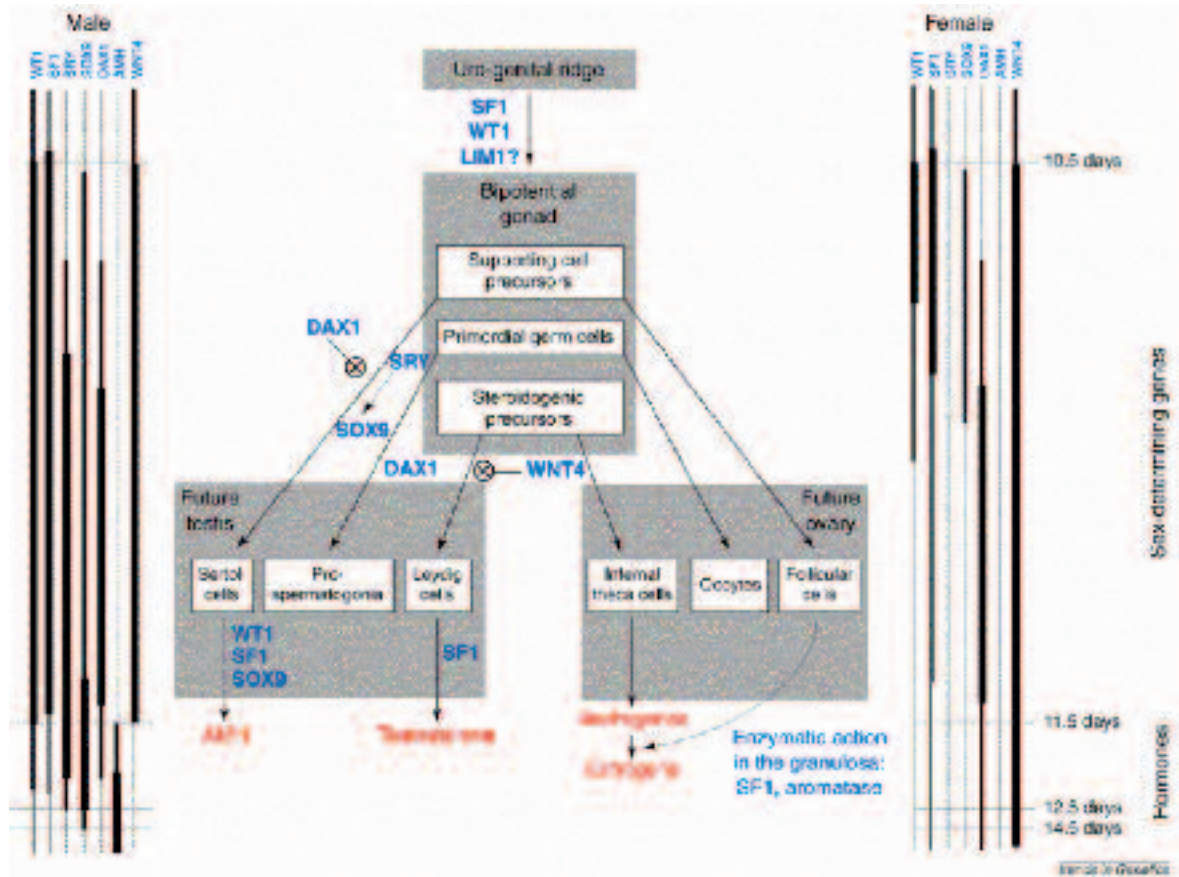 Male
WT1
SF1
SRY
SOX9
DAX1
AMH
WNT4
Female
WT1
SF1
SRY
SOX9
DAX1
AMH
WNT4
Uro-genital ridge
SF1
WT1
LIM1?
10.5 days
Bipotential
gonad
Supporting cell
precursors
DAX1
Primordial germ cells
SRY
Steroidogenic
precursors
SOX9
DAX1
WNT4
Future
testis
Future
ovary
Sertoli
cells
Pro-
spermatogonia
Leydig
cells
Internal
theca cells
Oocytes
Follicular
cells
WT1
SF1
SOX9
SF1
AMH
Testosterone
Androgens
Estrogens
Enzymatic action
in the granulosa:
SF1, aromatase
11.5 days
12.5 days
14.5 days
Sex-determining genes
Hormones
Trends in Genetics